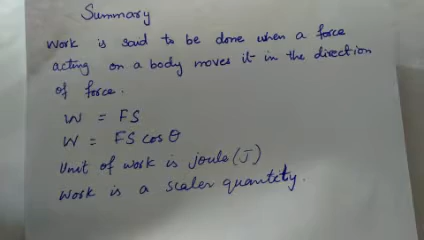 Summary
Work is said to be done when a force
acting on a body moves it in the direction
of force.
W = FS
W = FS cos θ
Unit of work is joule (J)
Work is a scaler quantity.